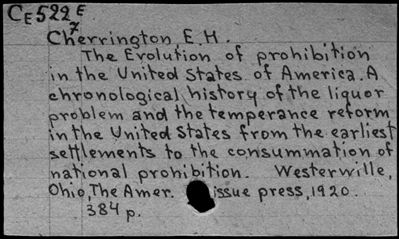 CE522 E
7
Cherrington E.H.
The Evolution of prohibition
in the United States of America. A
chronological history of the liquor
problem and the temperance reform
in the United States from the earliest
settlements to the consummation of
national prohibition. Westerville,
Ohio, The Amer. issue press, 1920.
384 p.